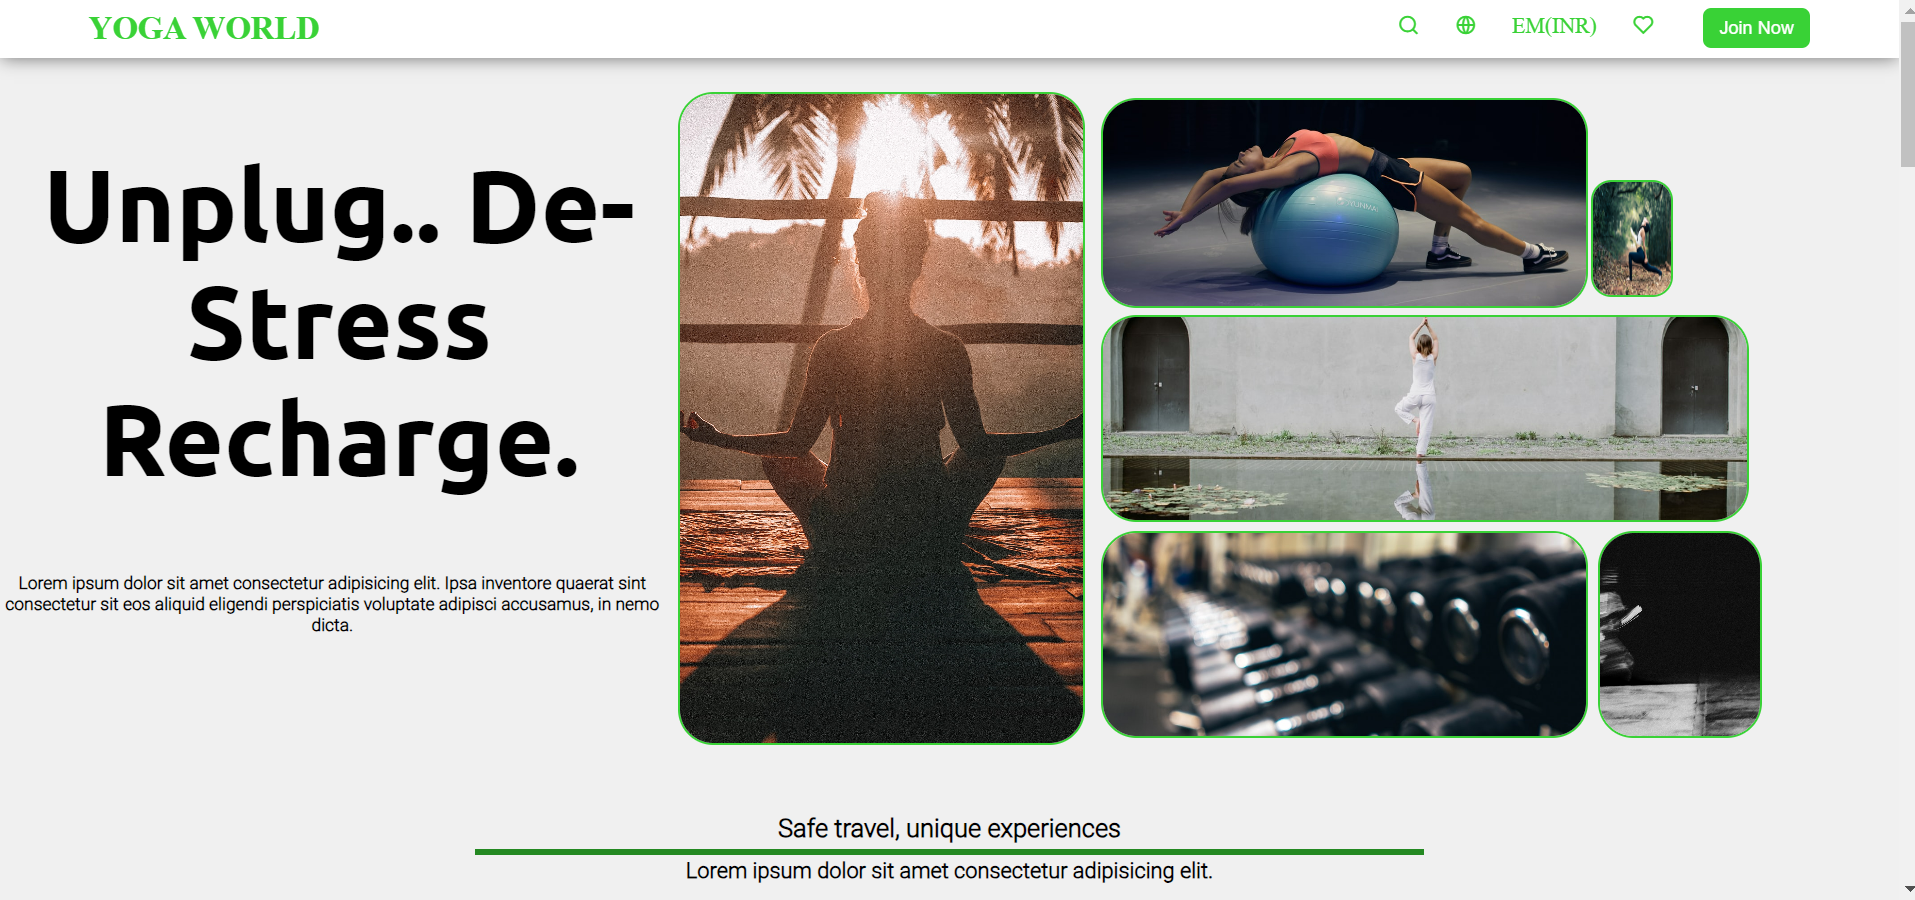 YOGA WORLD
EM(INR)
Join Now
Unplug.. De-
Stress
Recharge.
Lorem ipsum dolor sit amet consectetur adipisicing elit. Ipsa inventore quaerat sint
consectetur sit eos aliquid eligendi perspiciatis voluptate adipisci accusamus, in nemo
dicta.
YUNMAI
Safe travel, unique experiences
Lorem ipsum dolor sit amet consectetur adipisicing elit.